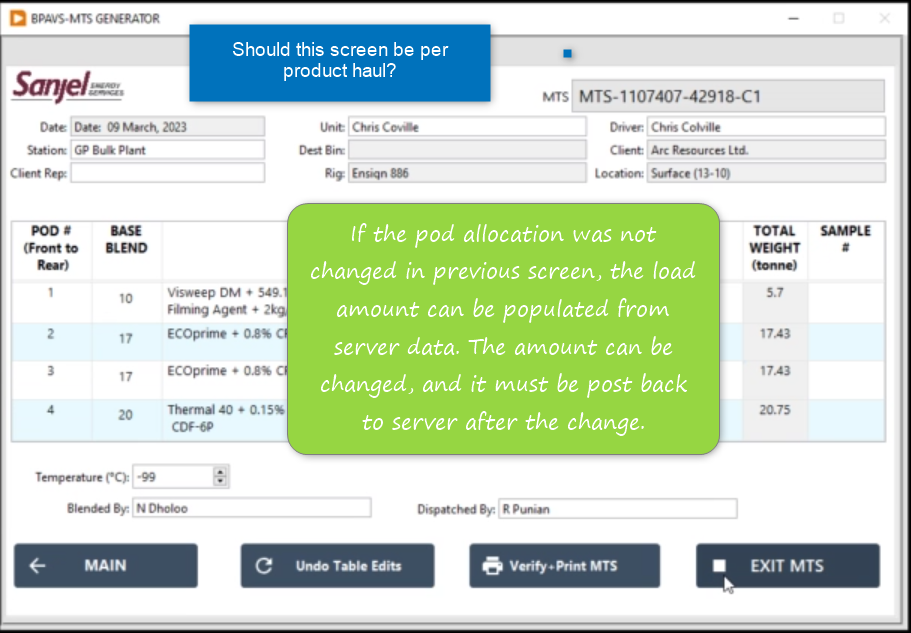 BPAVS-MTS GENERATOR
Should this screen be per
product haul?
Sanjel ENERGY
SERVICES
MTS MTS-1107407-42918-C1
Date: Date: 09 March, 2023 Unit: Chris Coville Driver: Chris Colville
Station: GP Bulk Plant Dest Bin: Client: Arc Resources Ltd.
Client Rep: Rig: Ensign 886 Location: Surface (13-10)
POD #
(Front to
Rear)
BASE
BLEND
TOTAL
WEIGHT
(tonne)
SAMPLE
#
1 10 Visweep DM + 549.1
Filming Agent + 2kg/
5.7
2 17 ECOprime + 0.8% CF 17.43
3 17 ECOprime + 0.8% CF 17.43
4 20 Thermal 40 + 0.15%
CDF-6P
20.75
If the pod allocation was not
changed in previous screen, the load
amount can be populated from
server data. The amount can be
changed, and it must be post back
to server after the change.
Temperature (°C): -99
Blended By: N Dholoo Dispatched By: R Punian
MAIN Undo Table Edits Verify+Print MTS EXIT MTS